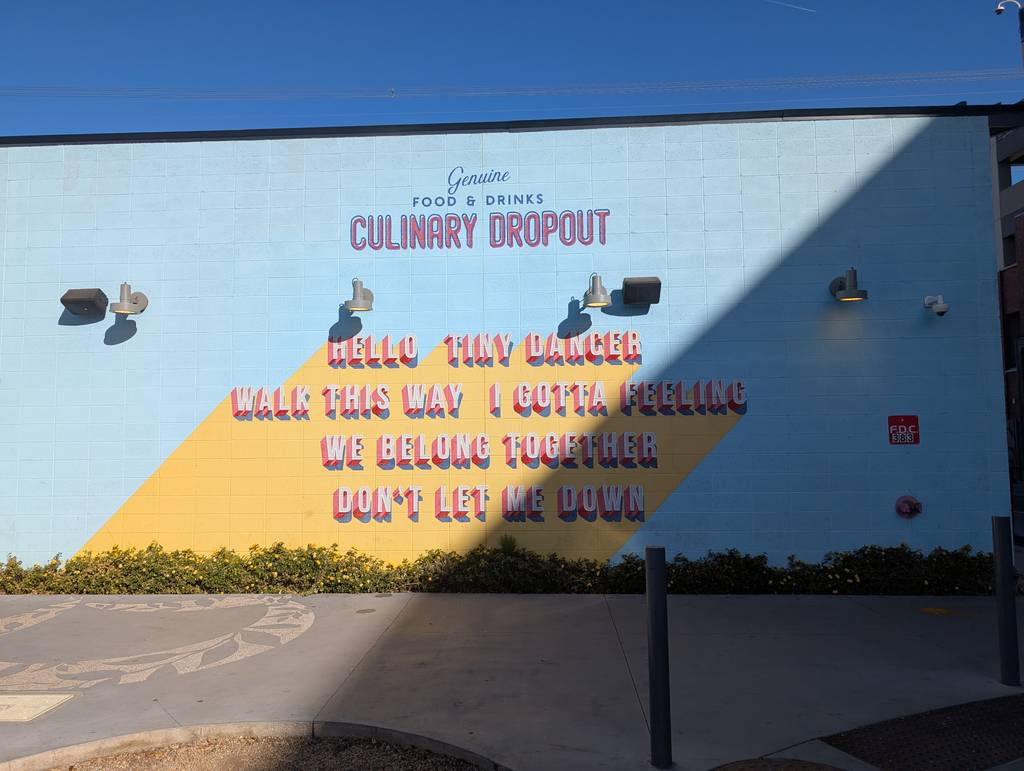 Genuine
FOOD & DRINKS
CULINARY DROPOUT
HELLO TINY DANCER
WALK THIS WAY I GOTTA FEELING
WE BELONG TOGETHER
DON'T LET ME DOWN
F.D.C.
383